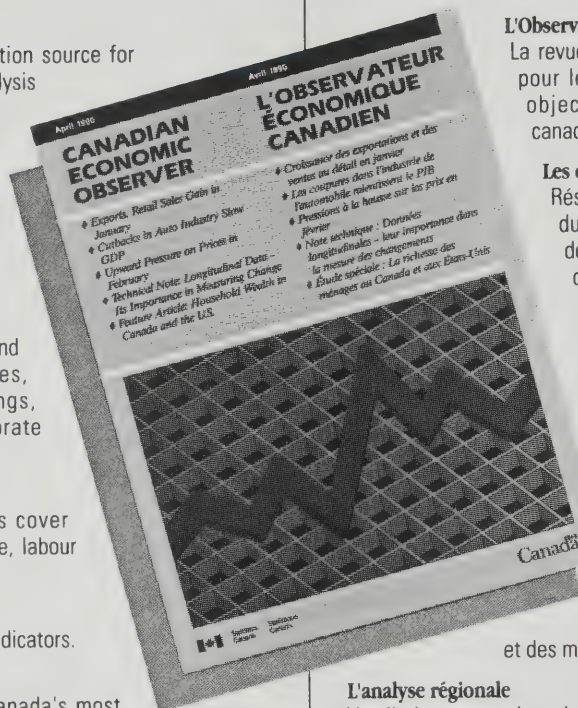 tion source for
lysis
nd
es,
ngs,
orate
s cover
e, labour
dicators.
anada's most
April 1990
CANADIAN
ECONOMIC
OBSERVER
♦ Exports, Retail Sales Gain in
January
♦ Cutbacks in Auto Industry Slow
GDP
♦ Upward Pressure on Prices in
February
♦ Technical Note: Longitudinal Data –
Its Importance in Measuring Change
♦ Feature Article: Household Wealth in
Canada and the U.S.
Avril 1990
L'OBSERVATEUR
ÉCONOMIQUE
CANADIEN
♦ Croissance des exportations et des
ventes au détail en janvier
♦ Les coupures dans l'industrie de
l'automobile ralentissent le PIB
♦ Pressions à la hausse sur les prix en
février
♦ Note technique : Données
longitudinales – leur importance dans
la mesure des changements
♦ Étude spéciale : La richesse des
ménages au Canada et aux États-Unis
Statistics Statistique
Canada Canada
Canada
L'Observ
La revue
pour le
objec
canad
Les
Rés
du
de
et des m
L'analyse régionale